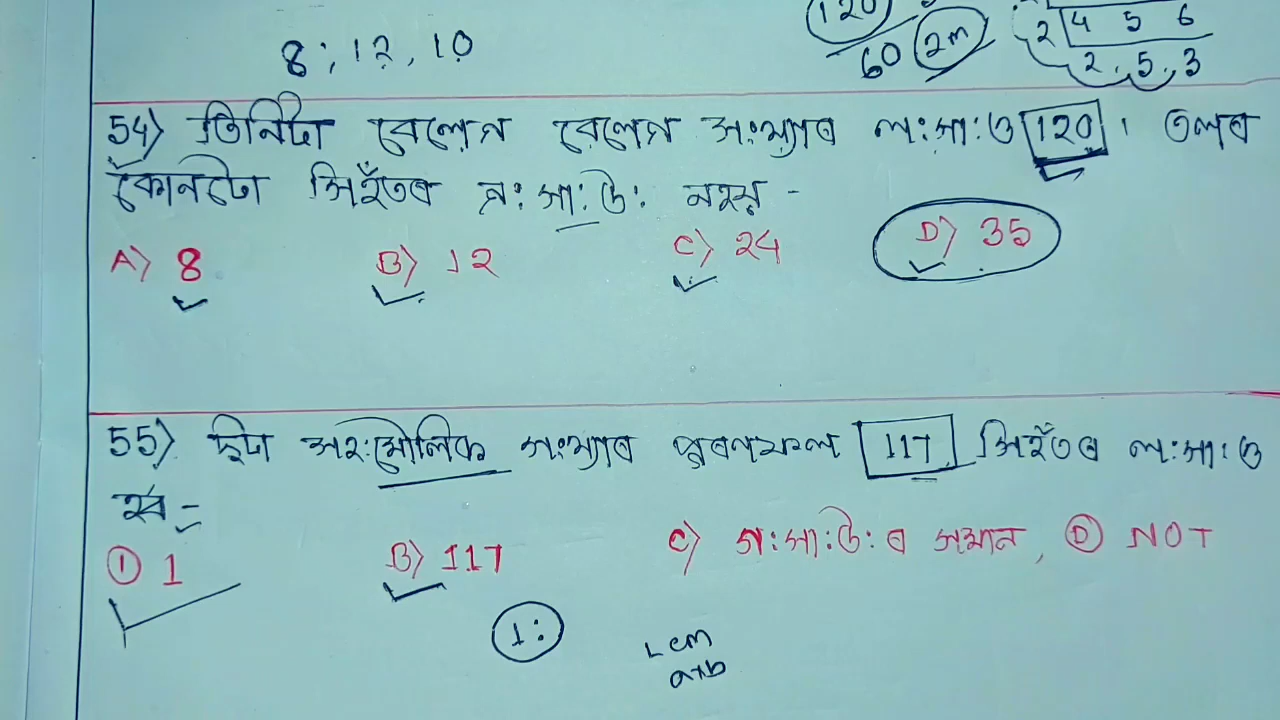 120
60 2m
2 4 5 6
2, 5, 3
8, 12, 10
54) তিনিটা বেলেগ বেলেগ সংখ্যাৰ ল:সা:গু 120। তলৰ
কোনটো সিহঁতৰ গ:সা:উ: নহয় -
A) 8 B) 12 C) 24 D) 35
55) দুটা সহ:মৌলিক সংখ্যাৰ পূৰণফল 117 সিহঁতৰ ল:সা:গু
হব -
① 1 B) 117 C) গ:সা:উ:ৰ সমান, Ⓓ NOT
1:
Lcm
a×b